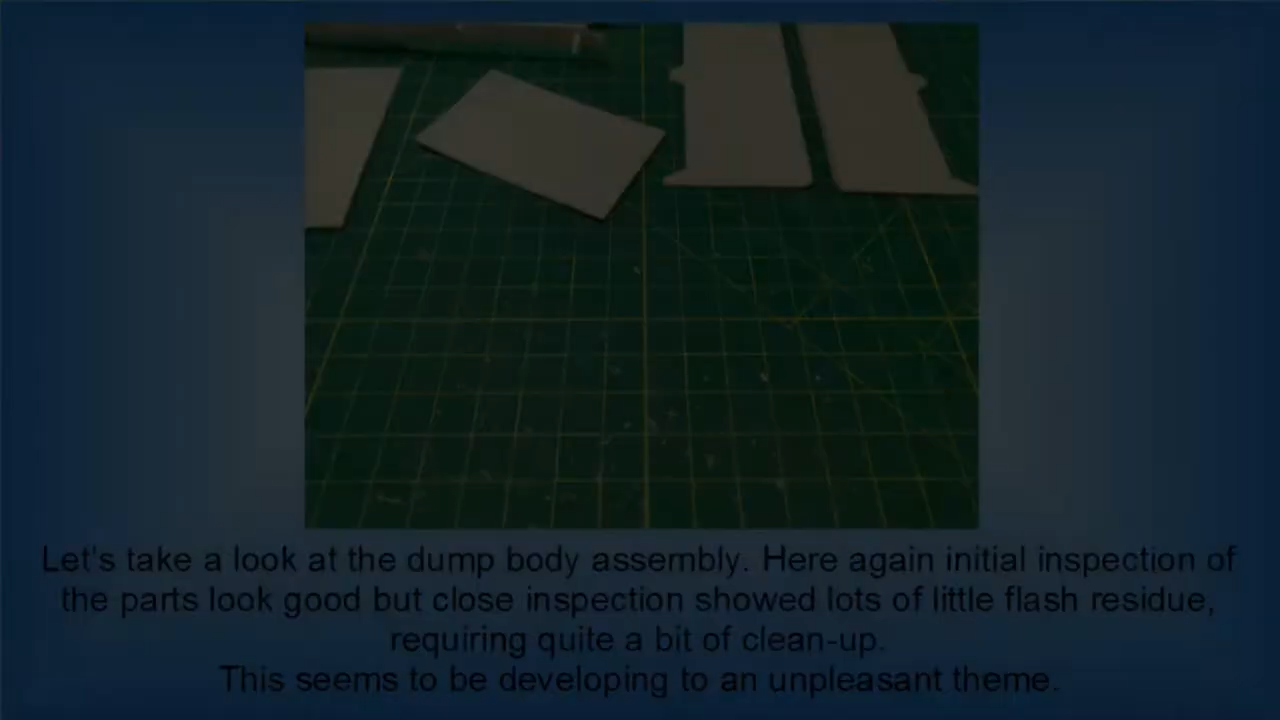 Let's take a look at the dump body assembly. Here again initial inspection of
the parts look good but close inspection showed lots of little flash residue,
requiring quite a bit of clean-up.
This seems to be developing to an unpleasant theme.